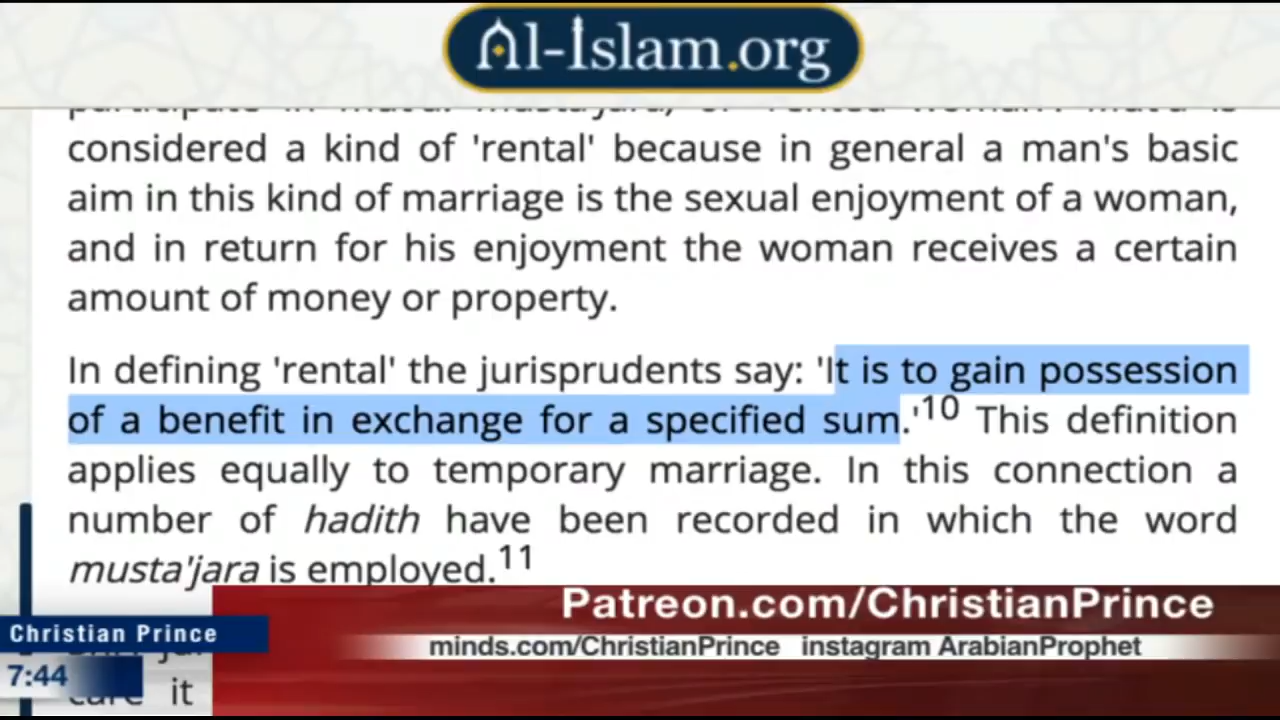 Al-Islam.org
considered a kind of 'rental' because in general a man's basic
aim in this kind of marriage is the sexual enjoyment of a woman,
and in return for his enjoyment the woman receives a certain
amount of money or property.
In defining 'rental' the jurisprudents say: 'It is to gain possession
of a benefit in exchange for a specified sum.'10 This definition
applies equally to temporary marriage. In this connection a
number of hadith have been recorded in which the word
musta'jara is employed.11
Patreon.com/ChristianPrince
Christian Prince
minds.com/ChristianPrince instagram ArabianProphet
7:44
it